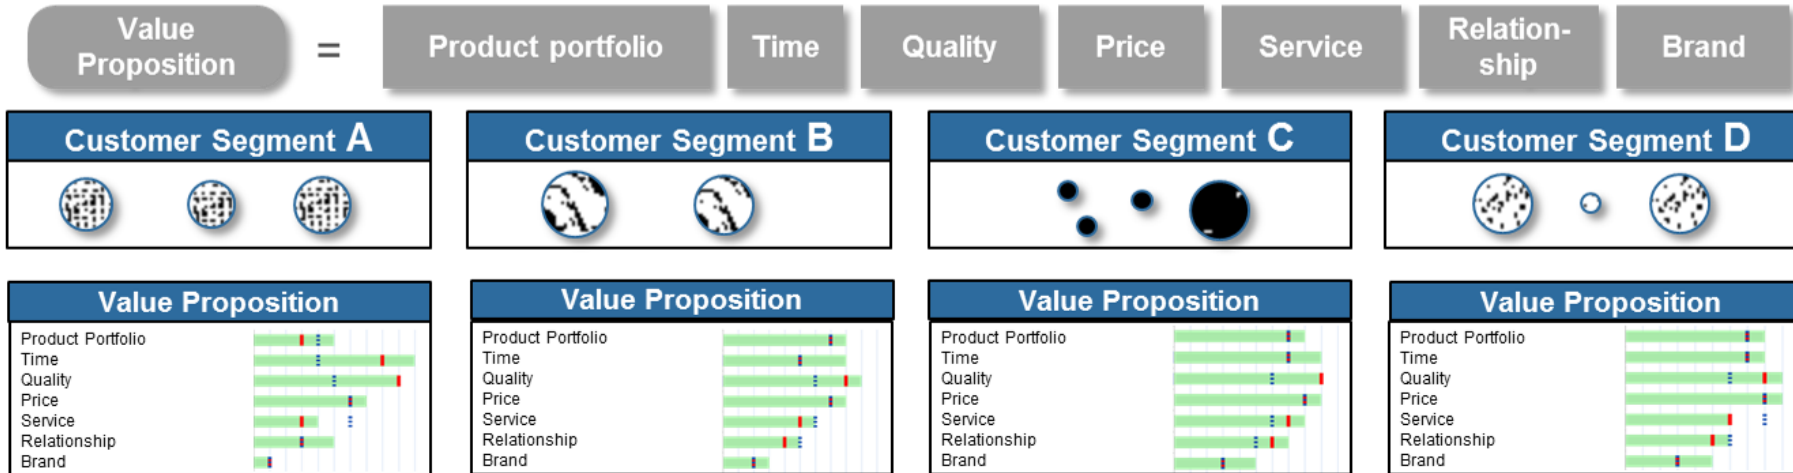 Value
Proposition
=
Product portfolio
Time
Quality
Price
Service
Relation-
ship
Brand
Customer Segment A
Customer Segment B
Customer Segment C
Customer Segment D
Value Proposition
Product Portfolio
Time
Quality
Price
Service
Relationship
Brand
Value Proposition
Product Portfolio
Time
Quality
Price
Service
Relationship
Brand
Value Proposition
Product Portfolio
Time
Quality
Price
Service
Relationship
Brand
Value Proposition
Product Portfolio
Time
Quality
Price
Service
Relationship
Brand